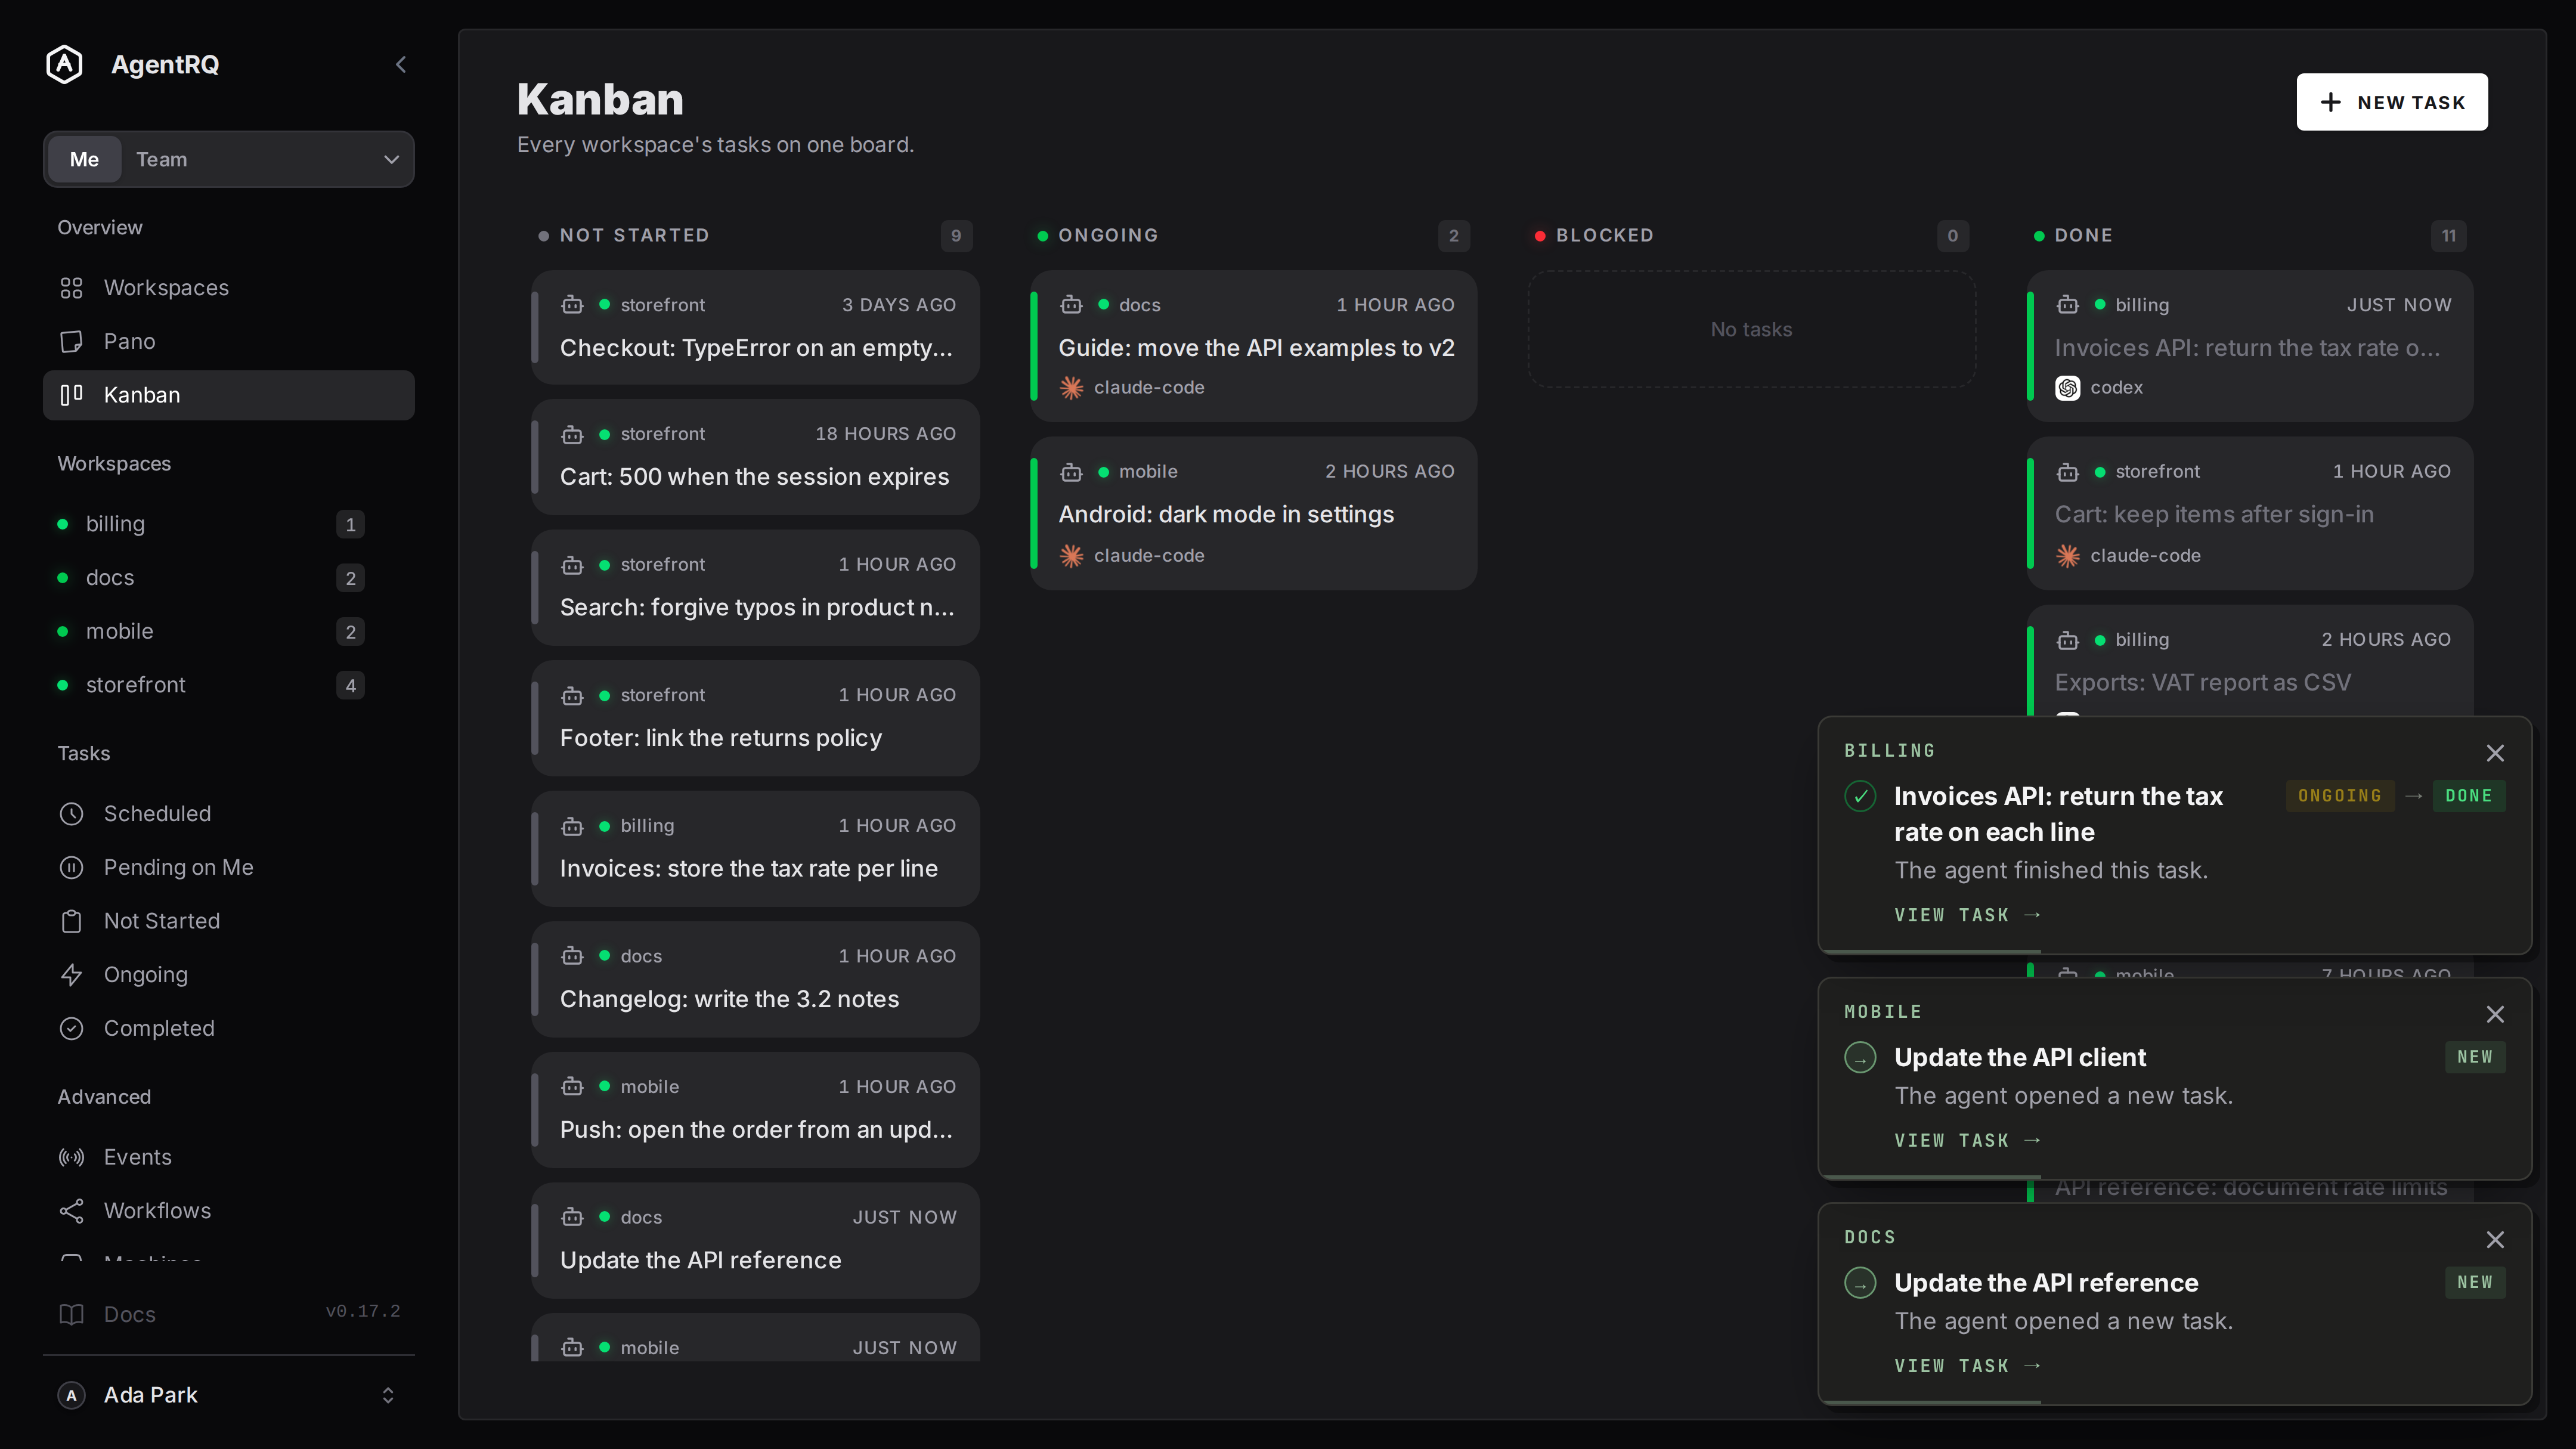 AgentRQ
Me
Team
Overview
Workspaces
Pano
Kanban
Workspaces
billing 1
docs 2
mobile 2
storefront 4
Tasks
Scheduled
Pending on Me
Not Started
Ongoing
Completed
Advanced
Events
Workflows
Machines
Docs v0.17.2
A Ada Park
Kanban
Every workspace's tasks on one board.
NEW TASK
NOT STARTED 9
storefront 3 DAYS AGO
Checkout: TypeError on an empty...
storefront 18 HOURS AGO
Cart: 500 when the session expires
storefront 1 HOUR AGO
Search: forgive typos in product n...
storefront 1 HOUR AGO
Footer: link the returns policy
billing 1 HOUR AGO
Invoices: store the tax rate per line
docs 1 HOUR AGO
Changelog: write the 3.2 notes
mobile 1 HOUR AGO
Push: open the order from an upd...
docs JUST NOW
Update the API reference
mobile JUST NOW
ONGOING 2
docs 1 HOUR AGO
Guide: move the API examples to v2
claude-code
mobile 2 HOURS AGO
Android: dark mode in settings
claude-code
BLOCKED 0
No tasks
DONE 11
billing JUST NOW
Invoices API: return the tax rate o...
codex
storefront 1 HOUR AGO
Cart: keep items after sign-in
claude-code
billing 2 HOURS AGO
Exports: VAT report as CSV
BILLING
Invoices API: return the tax
rate on each line
ONGOING → DONE
The agent finished this task.
VIEW TASK →
mobile 7 HOURS AGO
MOBILE
Update the API client NEW
The agent opened a new task.
VIEW TASK →
API reference: document rate limits
DOCS
Update the API reference NEW
The agent opened a new task.
VIEW TASK →